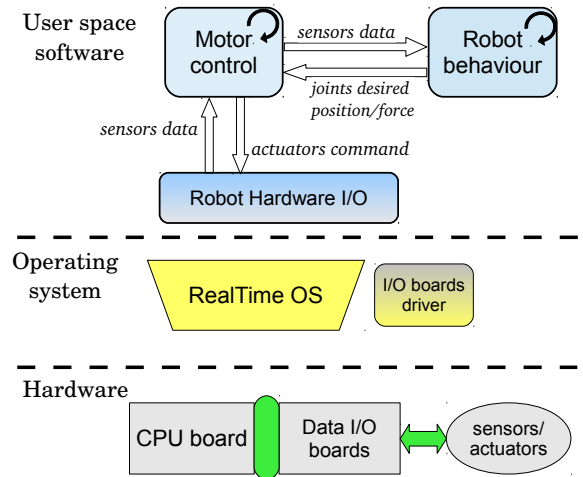 User space
software
Motor
control
sensors data
Robot
behaviour
joints desired
position/force
sensors data
actuators command
Robot Hardware I/O
Operating
system
RealTime OS
I/O boards
driver
Hardware
CPU board
Data I/O
boards
sensors/
actuators